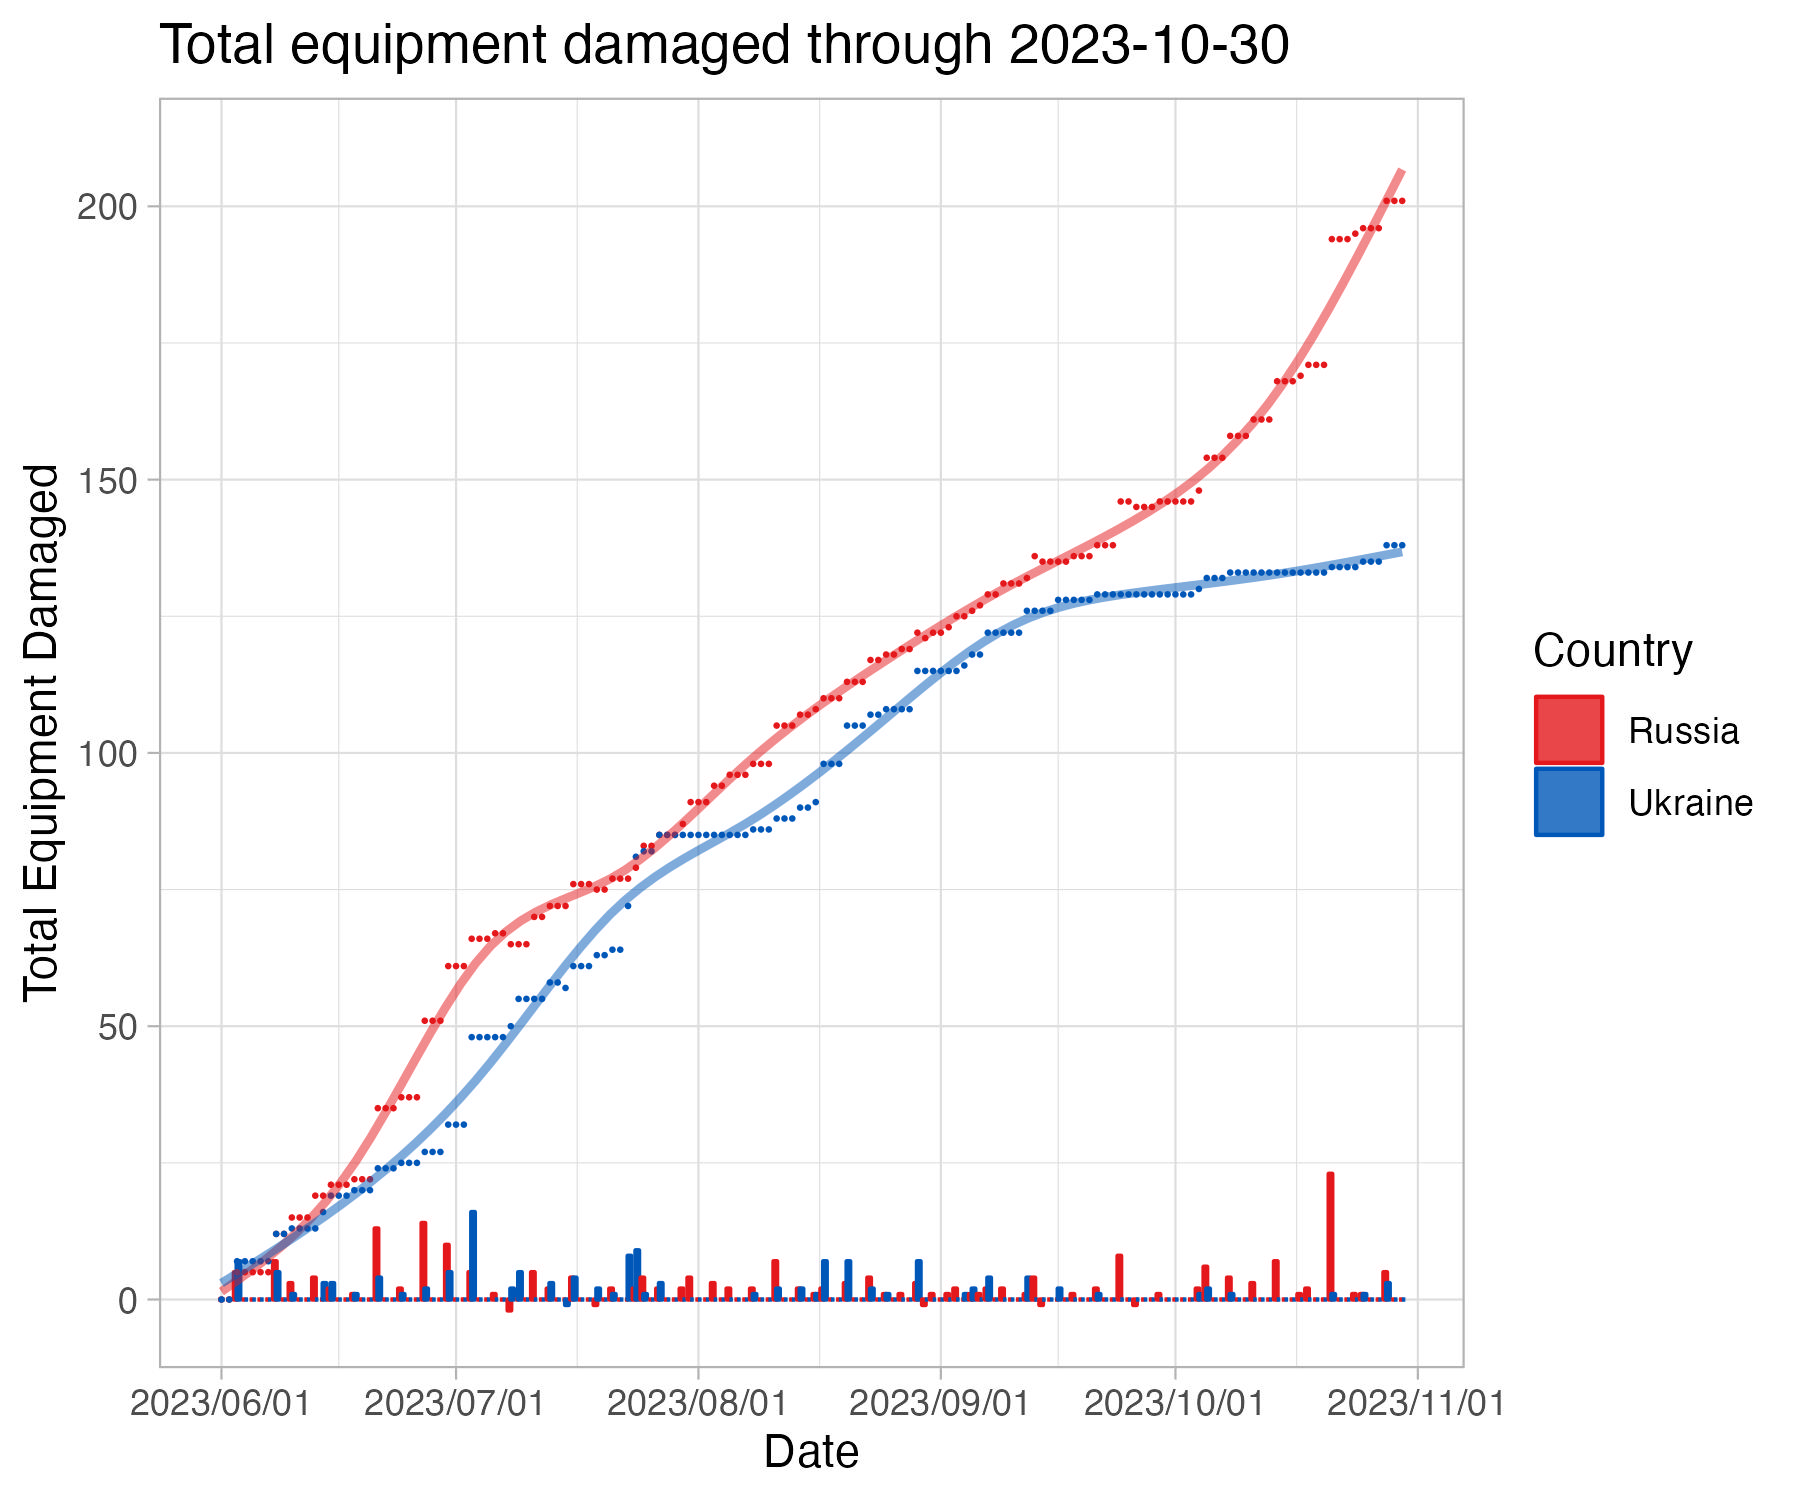 Total equipment damaged through 2023-10-30
Total Equipment Damaged
200
150
100
50
0
2023/06/01 2023/07/01 2023/08/01 2023/09/01 2023/10/01 2023/11/01
Date
Country
Russia
Ukraine